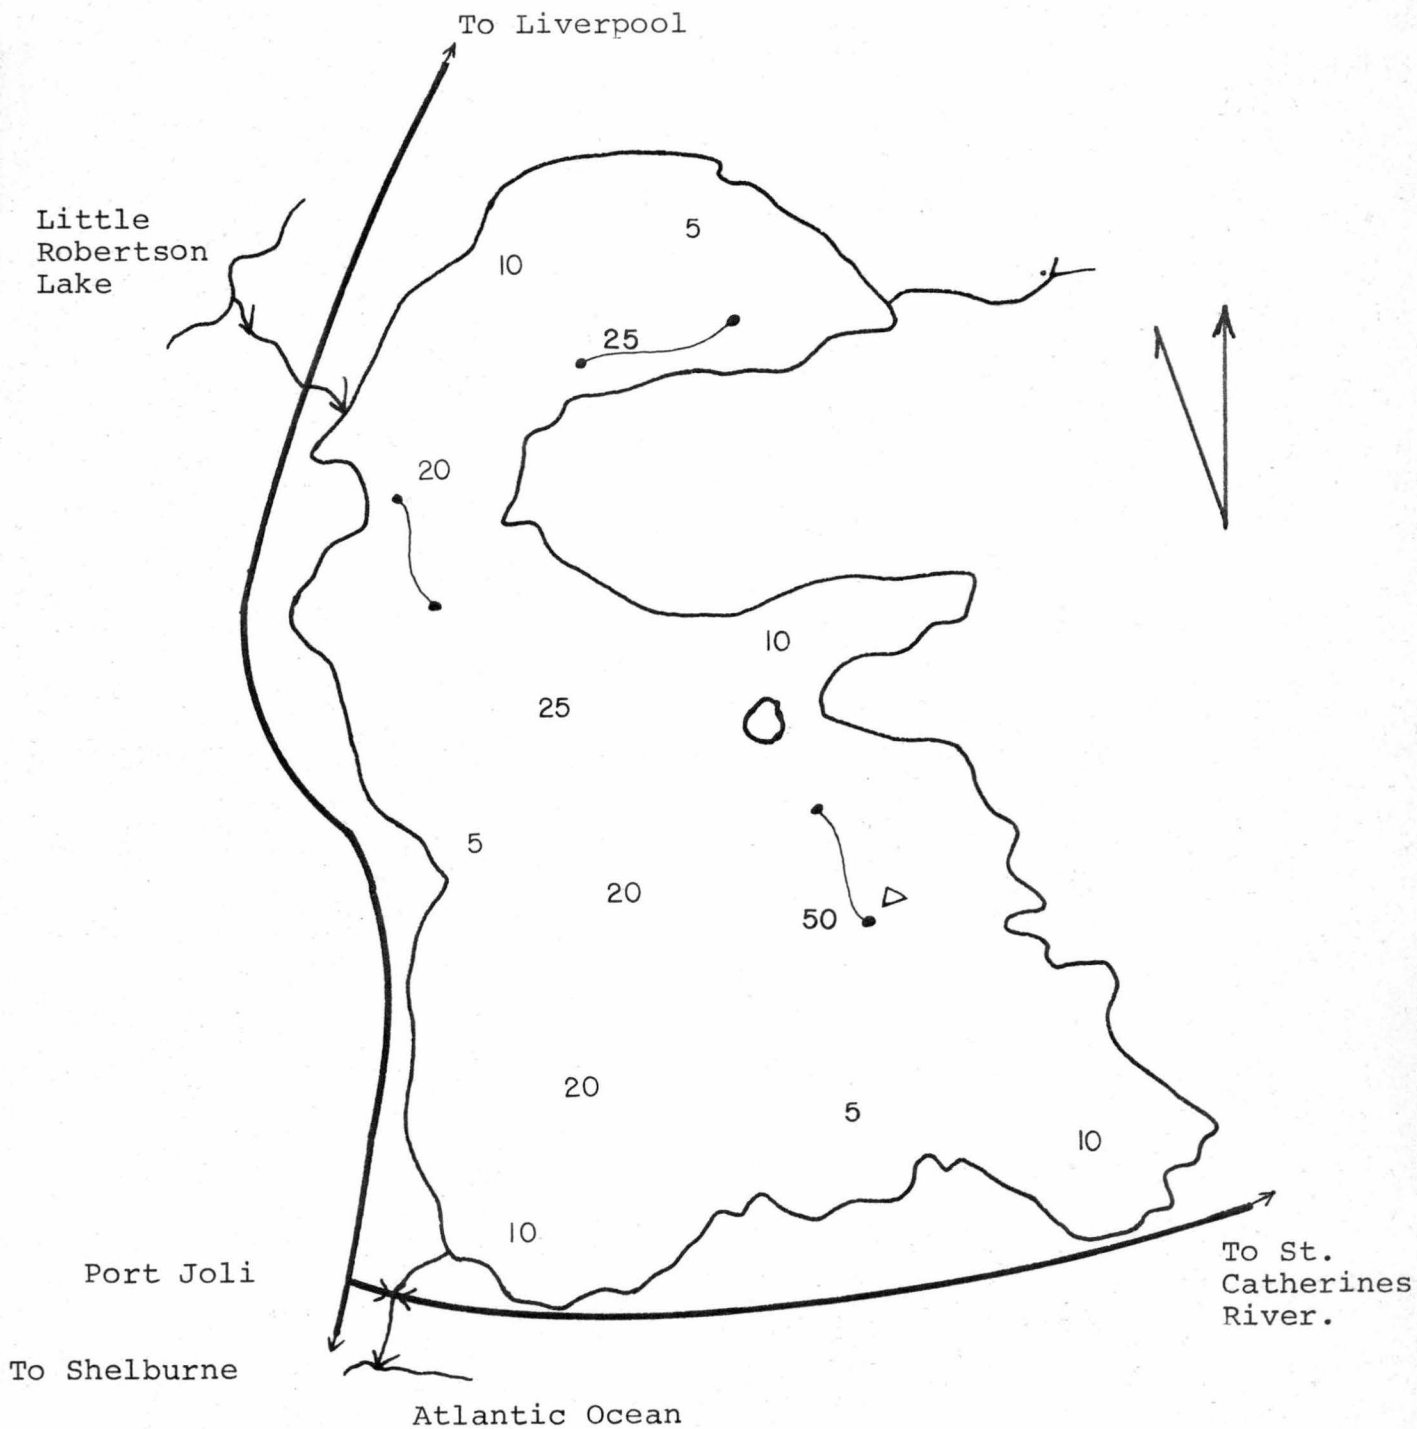 To Liverpool
Little
Robertson
Lake
5
10
25
20
10
25
5
20
50
20
5
10
10
Port Joli
To St.
Catherines
River.
To Shelburne
Atlantic Ocean